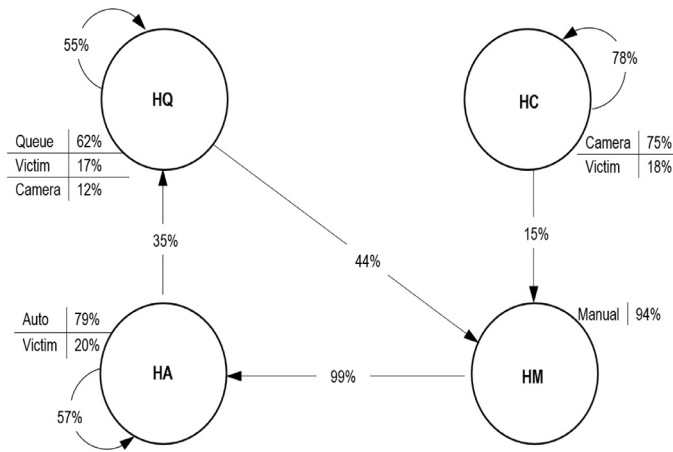 55%
HQ
Queue 62%
Victim 17%
Camera 12%
78%
HC
Camera 75%
Victim 18%
35%
44%
15%
Auto 79%
Victim 20%
HA
57%
99%
Manual 94%
HM